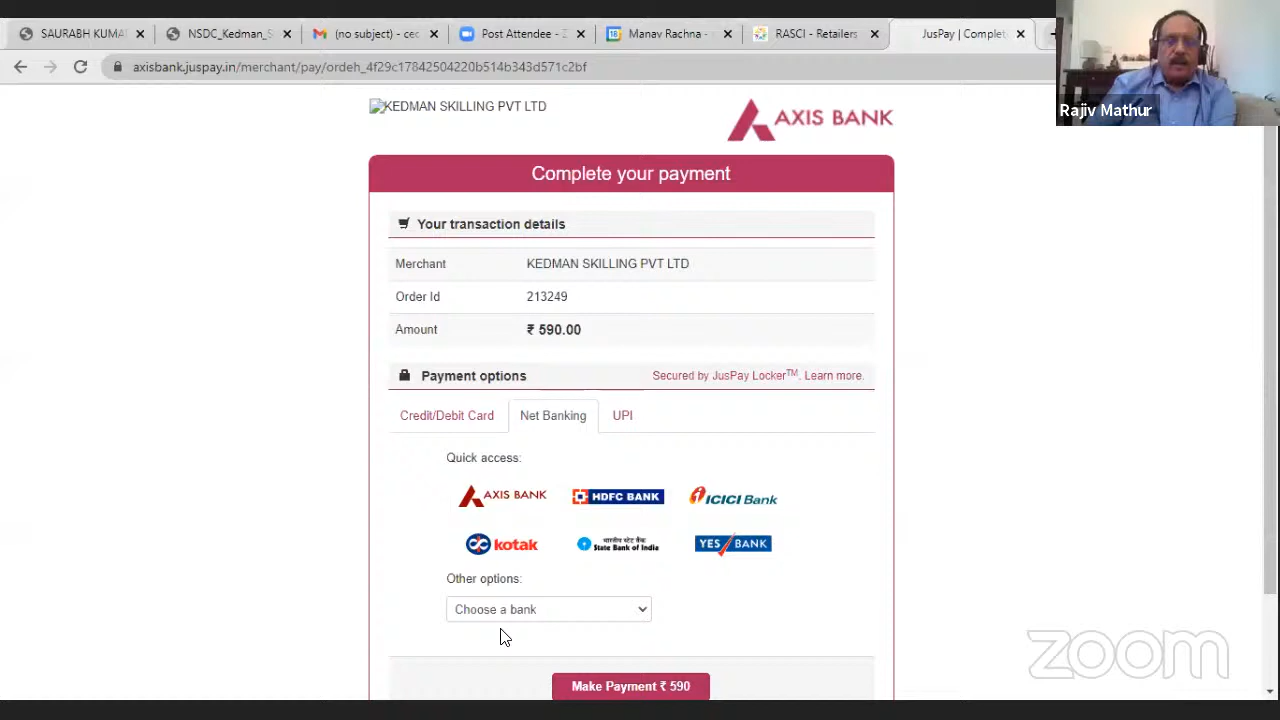 SAURABH KUMA
NSDC_Kedman_S
(no subject) - cec
Post Attendee - Z
Manav Rachna -
RASCI - Retailers
JusPay | Complet
axisbank.juspay.in/merchant/pay/ordeh_4f29c17842504220b514b343d571c2bf
Rajiv Mathur
KEDMAN SKILLING PVT LTD
AXIS BANK
Complete your payment
Your transaction details
Merchant KEDMAN SKILLING PVT LTD
Order Id 213249
Amount ₹ 590.00
Payment options Secured by JusPay Locker™. Learn more.
Credit/Debit Card Net Banking UPI
Quick access:
AXIS BANK HDFC BANK ICICI Bank
kotak भारतीय स्टेट बैंक State Bank of India YES BANK
Other options:
Choose a bank
zoom
Make Payment ₹ 590